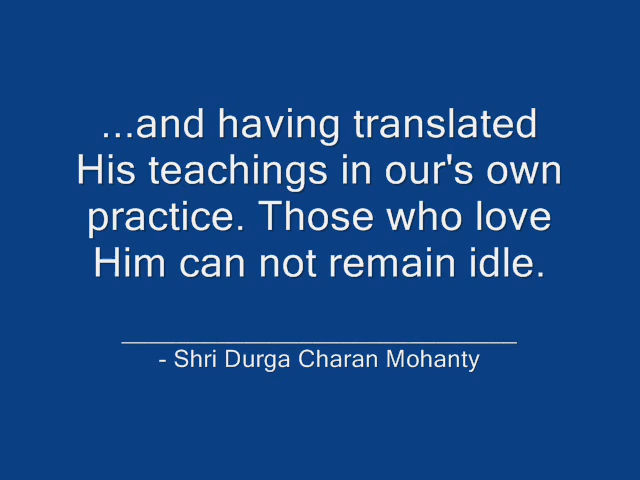 ...and having translated
His teachings in our's own
practice. Those who love
Him can not remain idle.
- Shri Durga Charan Mohanty